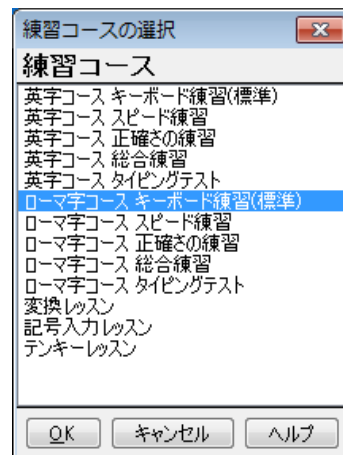 練習コースの選択
練習コース
英字コース キーボード練習(標準)
英字コース スピード練習
英字コース 正確さの練習
英字コース 総合練習
英字コース タイピングテスト
ローマ字コース キーボード練習(標準)
ローマ字コース スピード練習
ローマ字コース 正確さの練習
ローマ字コース 総合練習
ローマ字コース タイピングテスト
変換レッスン
記号入力レッスン
テンキーレッスン
OK キャンセル ヘルプ